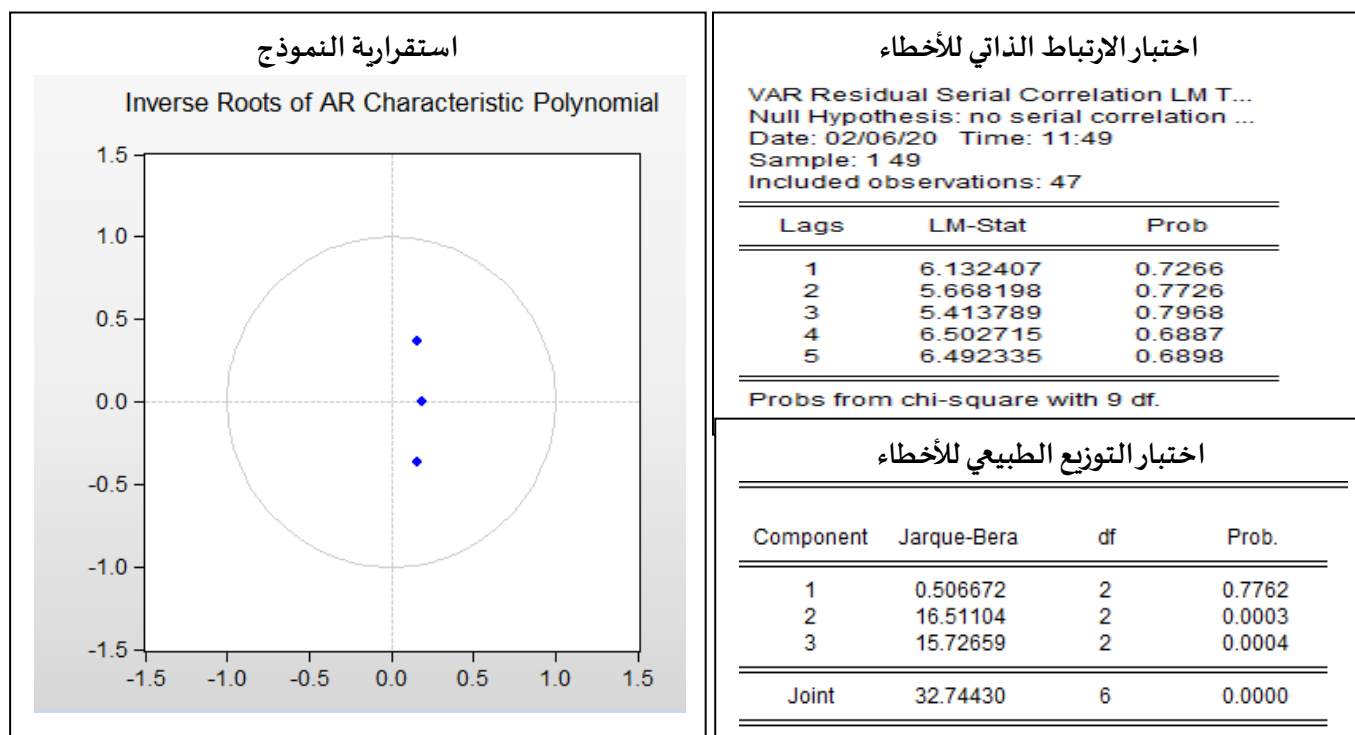 استقرارية النموذج
Inverse Roots of AR Characteristic Polynomial
1.5
1.0
0.5
0.0
-0.5
-1.0
-1.5
-1.5 -1.0 -0.5 0.0 0.5 1.0 1.5
اختبار الارتباط الذاتي للأخطاء
VAR Residual Serial Correlation LM T...
Null Hypothesis: no serial correlation ...
Date: 02/06/20 Time: 11:49
Sample: 1 49
Included observations: 47
Lags LM-Stat Prob
1 6.132407 0.7266
2 5.668198 0.7726
3 5.413789 0.7968
4 6.502715 0.6887
5 6.492335 0.6898
Probs from chi-square with 9 df.
اختبار التوزيع الطبيعي للأخطاء
Component Jarque-Bera df Prob.
1 0.506672 2 0.7762
2 16.51104 2 0.0003
3 15.72659 2 0.0004
Joint 32.74430 6 0.0000